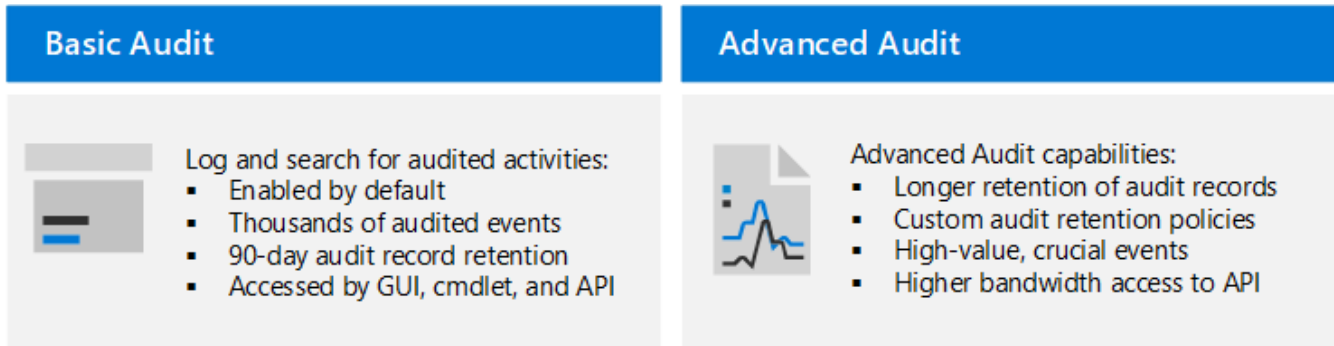 Basic Audit
Log and search for audited activities:
▪ Enabled by default
▪ Thousands of audited events
▪ 90-day audit record retention
▪ Accessed by GUI, cmdlet, and API
Advanced Audit
Advanced Audit capabilities:
▪ Longer retention of audit records
▪ Custom audit retention policies
▪ High-value, crucial events
▪ Higher bandwidth access to API